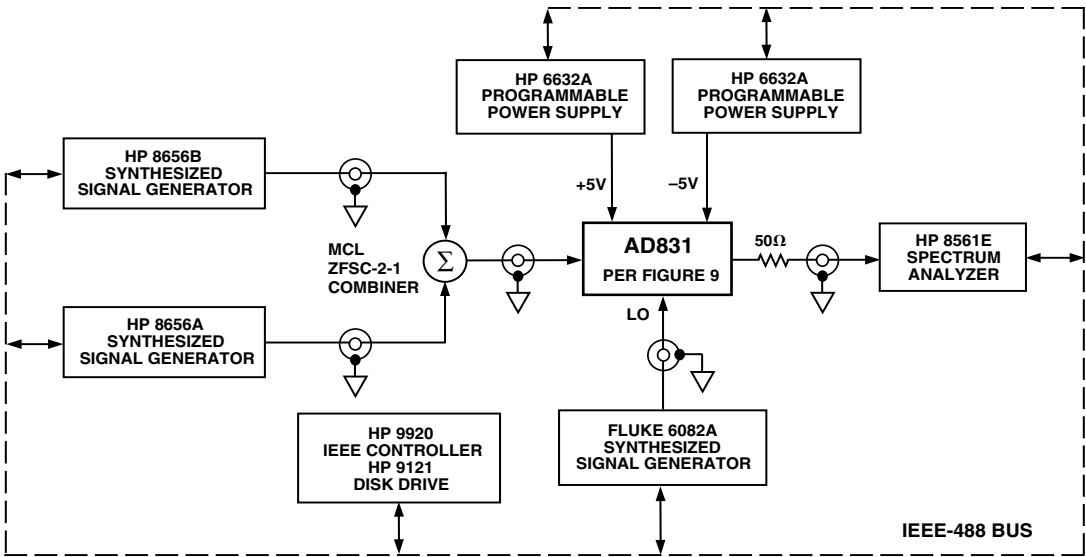 HP 6632A
PROGRAMMABLE
POWER SUPPLY
HP 6632A
PROGRAMMABLE
POWER SUPPLY
HP 8656B
SYNTHESIZED
SIGNAL GENERATOR
+5V
–5V
MCL
ZFSC-2-1
COMBINER
Σ
AD831
PER FIGURE 9
50Ω
HP 8561E
SPECTRUM
ANALYZER
HP 8656A
SYNTHESIZED
SIGNAL GENERATOR
LO
HP 9920
IEEE CONTROLLER
HP 9121
DISK DRIVE
FLUKE 6082A
SYNTHESIZED
SIGNAL GENERATOR
IEEE-488 BUS